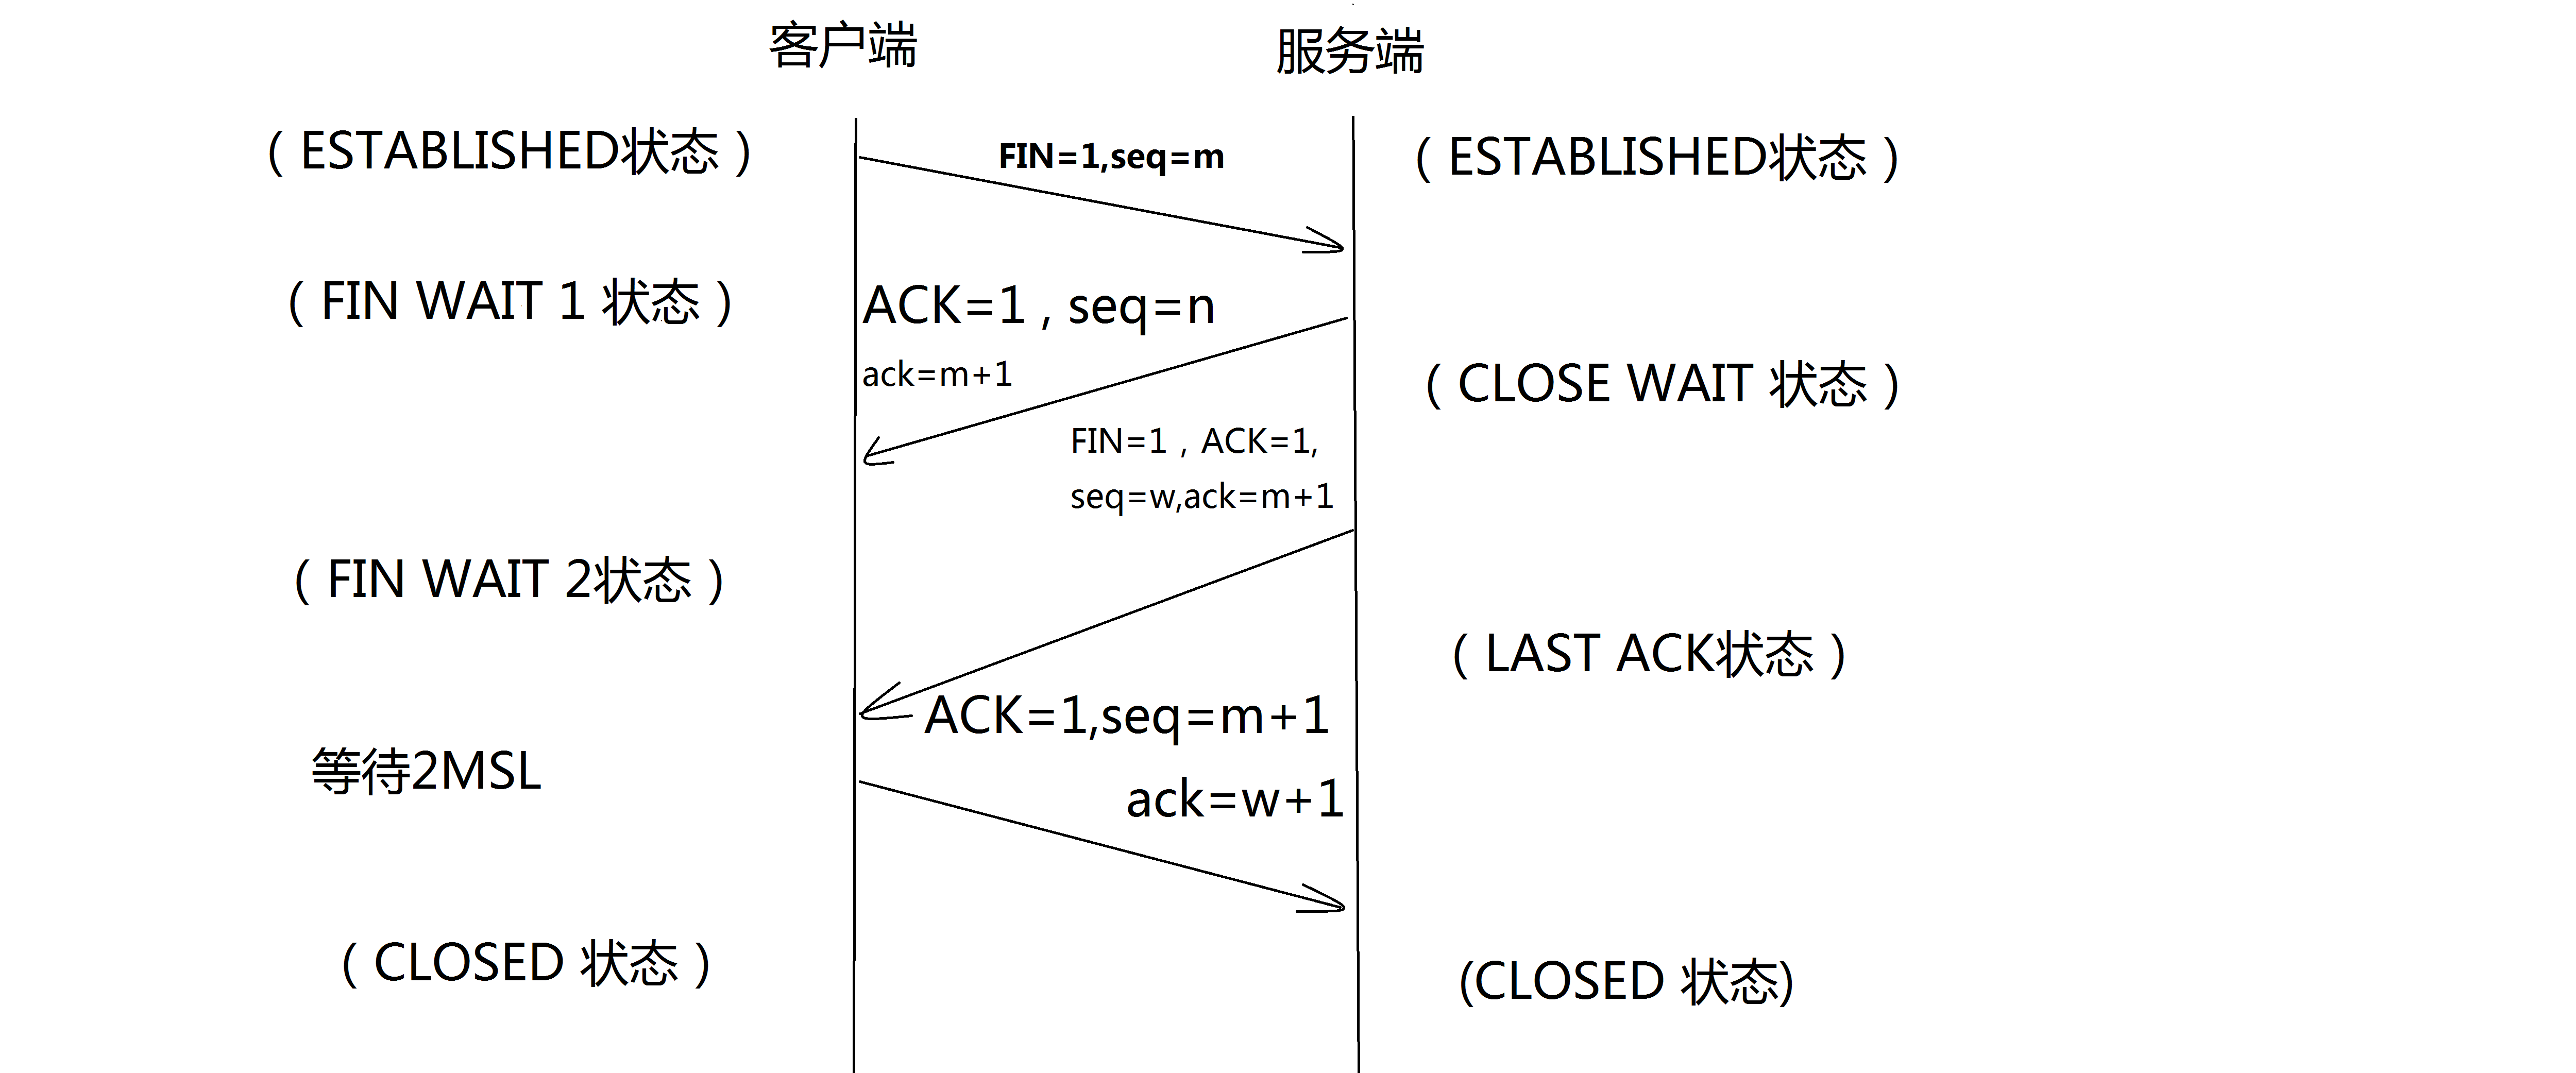 客户端
服务端
（ESTABLISHED状态）
FIN=1,seq=m
（ESTABLISHED状态）
（FIN WAIT 1 状态）
ACK=1，seq=n
ack=m+1
（CLOSE WAIT 状态）
FIN=1，ACK=1,
seq=w,ack=m+1
（FIN WAIT 2状态）
（LAST ACK状态）
ACK=1,seq=m+1
等待2MSL
ack=w+1
（CLOSED 状态）
(CLOSED 状态)